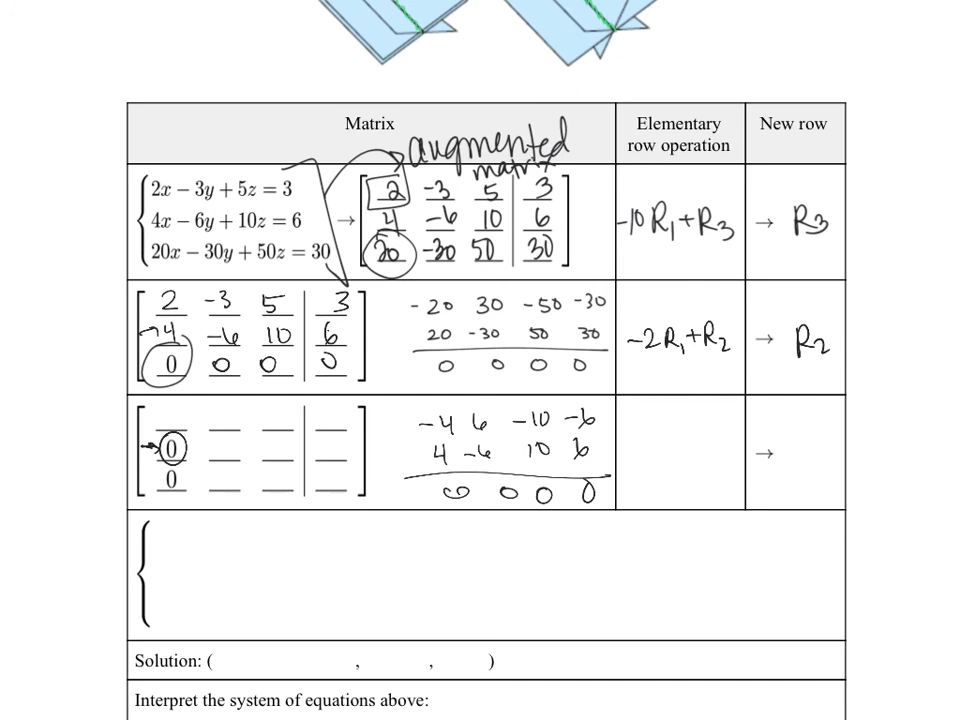 Matrix
Elementary row operation
New row
augmented
matrix
2x − 3y + 5z = 3
4x − 6y + 10z = 6
20x − 30y + 50z = 30
→
2 -3 5 3
4 -6 10 6
20 -30 50 30
-10R₁+R₃
→ R₃
2 -3 5 3
4 -6 10 6
0 0 0 0
-20 30 -50 -30
20 -30 50 30
0 0 0 0
-2R₁+R₂
→ R₂
0
0
-4 6 -10 -6
4 -6 10 6
0 0 0 0
→
Solution: ( , , )
Interpret the system of equations above: